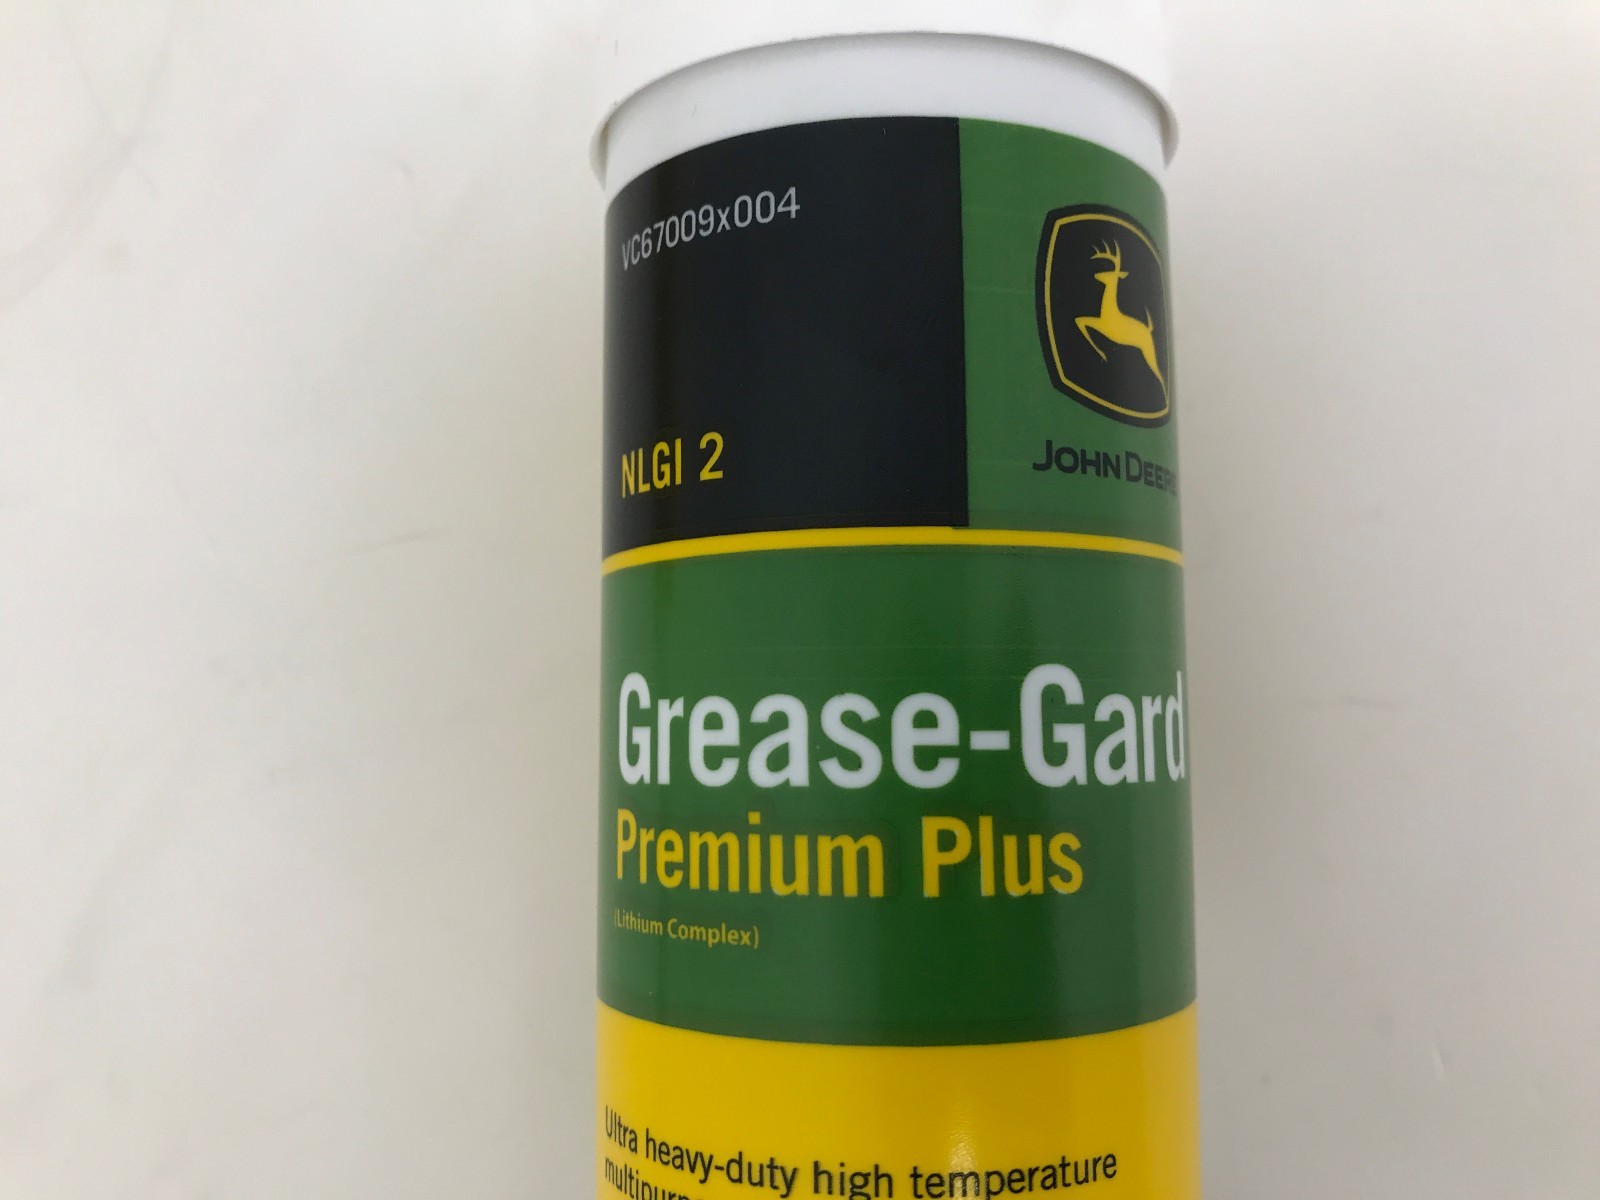 VC67009x004
NLGI 2
JOHN DEERE
Grease-Gard
Premium Plus
(Lithium Complex)
Ultra heavy-duty high temperature